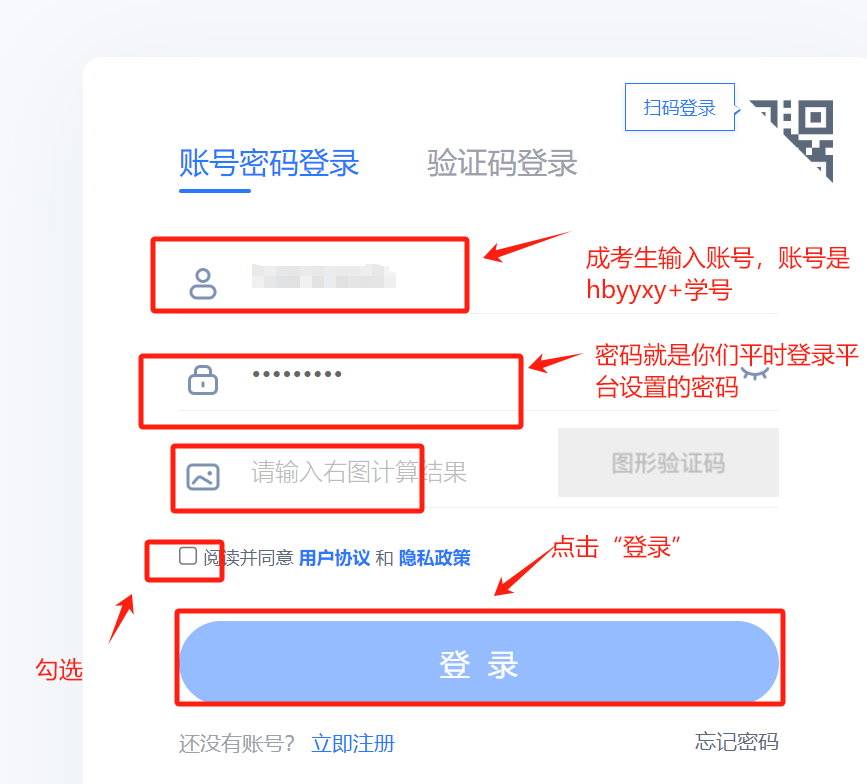 扫码登录
账号密码登录
验证码登录
成考生输入账号，账号是
hbyyxy+学号
密码就是你们平时登录平
台设置的密码
•••••••••
请输入右图计算结果
图形验证码
阅读并同意 用户协议 和 隐私政策
点击“登录”
勾选
登 录
还没有账号？ 立即注册
忘记密码